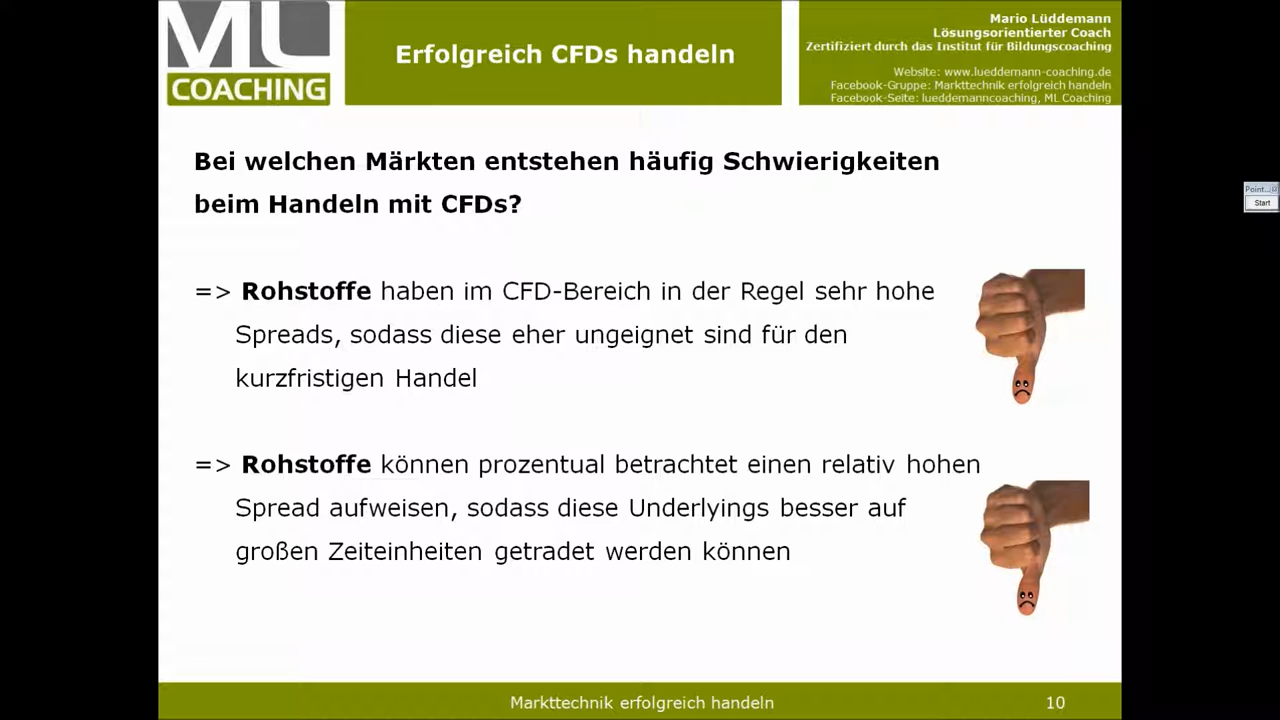 ML
COACHING
Erfolgreich CFDs handeln
Mario Lüddemann
Lösungsorientierter Coach
Zertifiziert durch das Institut für Bildungscoaching
Website: www.lueddemann-coaching.de
Facebook-Gruppe: Markttechnik erfolgreich handeln
Facebook-Seite: lueddemanncoaching, ML Coaching
Bei welchen Märkten entstehen häufig Schwierigkeiten
beim Handeln mit CFDs?
=> Rohstoffe haben im CFD-Bereich in der Regel sehr hohe
Spreads, sodass diese eher ungeignet sind für den
kurzfristigen Handel
=> Rohstoffe können prozentual betrachtet einen relativ hohen
Spread aufweisen, sodass diese Underlyings besser auf
großen Zeiteinheiten getradet werden können
Point...
Start
Markttechnik erfolgreich handeln
10